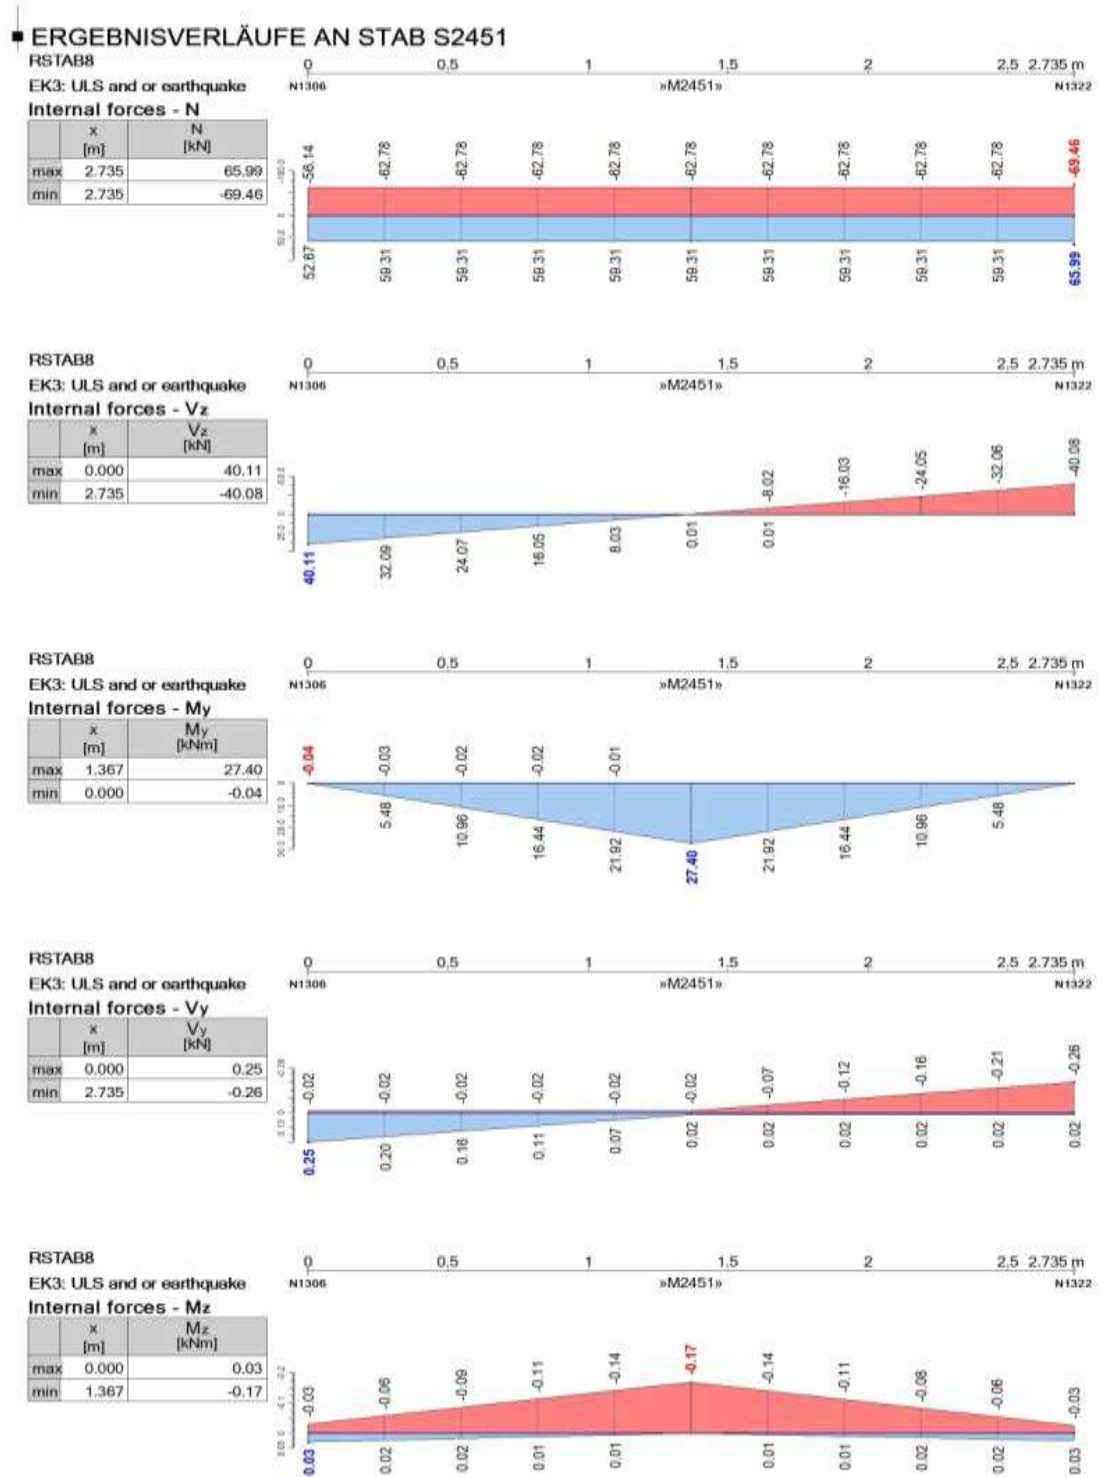 ERGEBNISVERLÄUFE AN STAB S2451
RSTAB8
EK3: ULS and or earthquake
Internal forces - N
x [m] N [kN]
max 2.735 65.99
min 2.735 -69.46
0 0,5 1 1,5 2 2,5 2.735 m
N1306 »M2451» N1322
-56.14 -62.78 -62.78 -62.78 -62.78 -62.78 -62.78 -62.78 -62.78 -62.78 -69.46
52.67 59.31 59.31 59.31 59.31 59.31 59.31 59.31 59.31 59.31 65.99
RSTAB8
EK3: ULS and or earthquake
Internal forces - Vz
x [m] Vz [kN]
max 0.000 40.11
min 2.735 -40.08
0 0,5 1 1,5 2 2,5 2.735 m
N1306 »M2451» N1322
-8.02 -16.03 -24.05 -32.06 -40.08
40.11 32.09 24.07 16.05 8.03 0.01 0.01
RSTAB8
EK3: ULS and or earthquake
Internal forces - My
x [m] My [kNm]
max 1.367 27.40
min 0.000 -0.04
0 0,5 1 1,5 2 2,5 2.735 m
N1306 »M2451» N1322
-0.04 -0.03 -0.02 -0.02 -0.01
5.48 10.96 16.44 21.92 27.40 21.92 16.44 10.96 5.48
RSTAB8
EK3: ULS and or earthquake
Internal forces - Vy
x [m] Vy [kN]
max 0.000 0.25
min 2.735 -0.26
0 0,5 1 1,5 2 2,5 2.735 m
N1306 »M2451» N1322
-0.02 -0.02 -0.02 -0.02 -0.02 -0.02 -0.07 -0.12 -0.16 -0.21 -0.26
0.25 0.20 0.16 0.11 0.07 0.02 0.02 0.02 0.02 0.02 0.02
RSTAB8
EK3: ULS and or earthquake
Internal forces - Mz
x [m] Mz [kNm]
max 0.000 0.03
min 1.367 -0.17
0 0,5 1 1,5 2 2,5 2.735 m
N1306 »M2451» N1322
-0.03 -0.06 -0.09 -0.11 -0.14 -0.17 -0.14 -0.11 -0.08 -0.06 -0.03
0.03 0.02 0.02 0.01 0.01 0.01 0.01 0.02 0.02 0.03